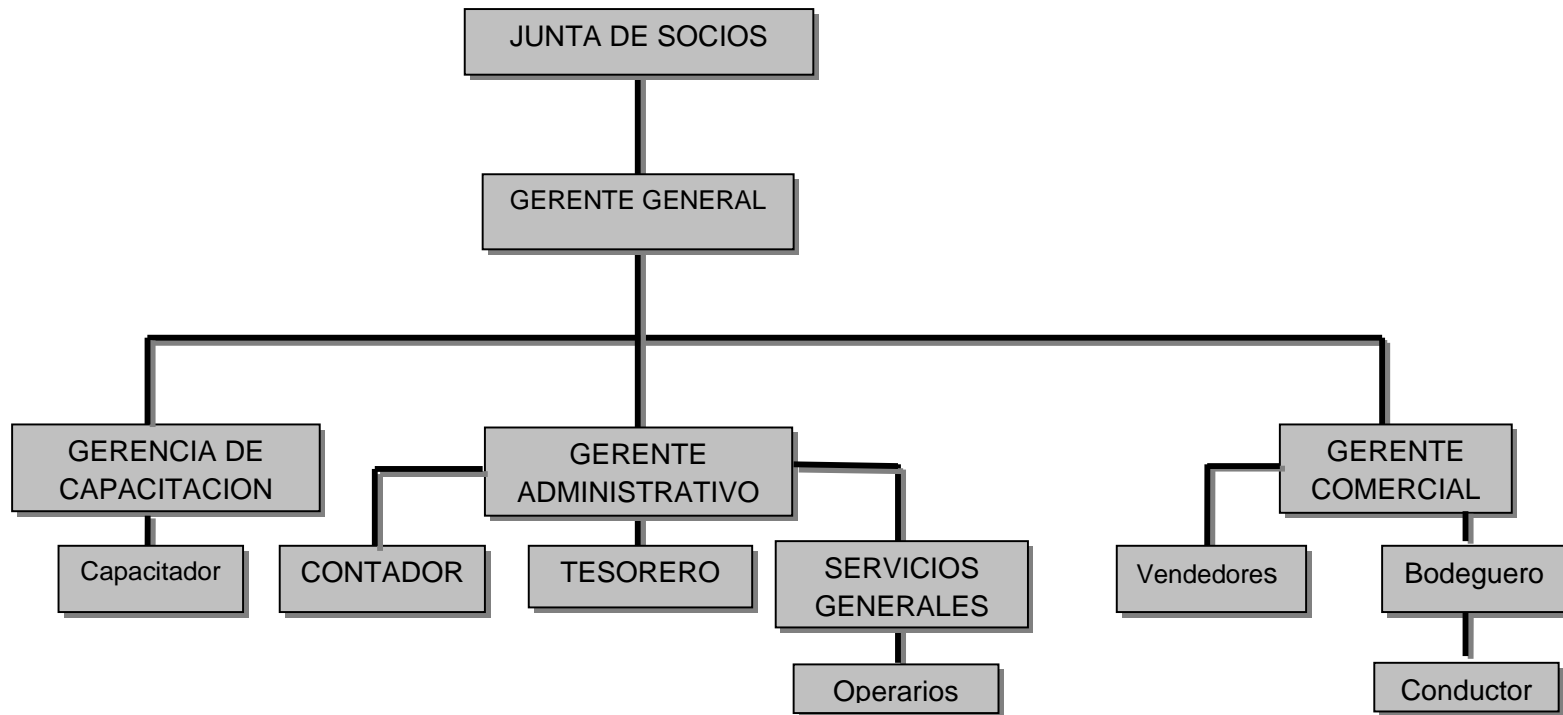 JUNTA DE SOCIOS
GERENTE GENERAL
GERENCIA DE
CAPACITACION
GERENTE
ADMINISTRATIVO
GERENTE
COMERCIAL
Capacitador
CONTADOR
TESORERO
SERVICIOS
GENERALES
Vendedores
Bodeguero
Operarios
Conductor